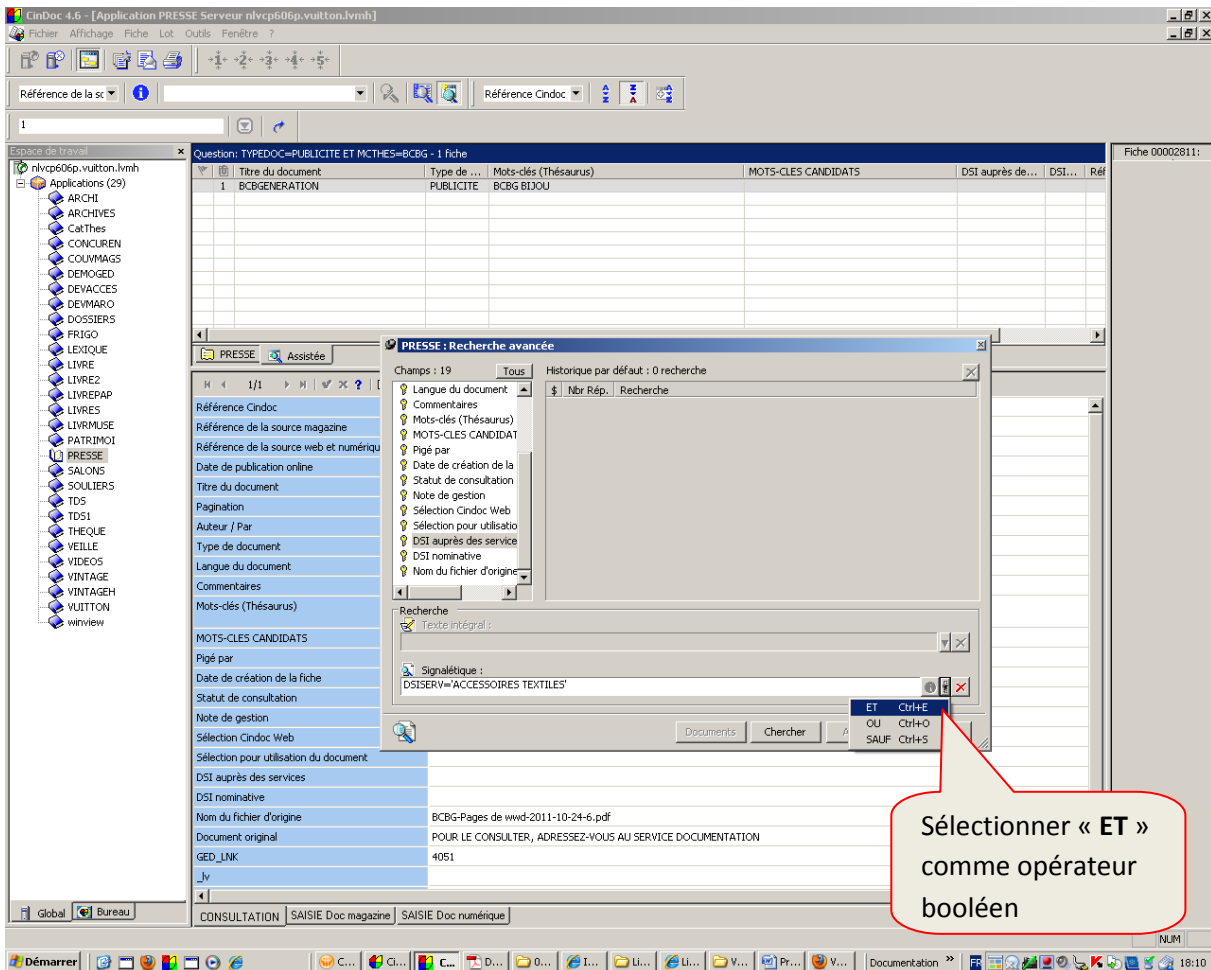 CinDoc 4.6 - [Application PRESSE Serveur nlvcp606p.vuitton.lvmh]
Fichier Affichage Fiche Lot Outils Fenêtre ?
1 2 3 4 5
Référence de la sc
Référence Cindoc
1
Espace de travail
nlvcp606p.vuitton.lvmh
Applications (29)
ARCHI
ARCHIVES
CatThes
CONCUREN
COUVMAGS
DEMOGED
DEVACCES
DEVMARO
DOSSIERS
FRIGO
LEXIQUE
LIVRE
LIVRE2
LIVREPAP
LIVRES
LIVRMUSE
PATRIMOI
PRESSE
SALONS
SOULIERS
TDS
TDS1
THEQUE
VEILLE
VIDEOS
VINTAGE
VINTAGEH
VUITTON
winview
Global Bureau
Question: TYPEDOC=PUBLICITE ET MCTHES=BCBG - 1 fiche
Titre du document Type de ... Mots-clés (Thésaurus) MOTS-CLES CANDIDATS DSI auprès de... DSI... Réf
1 BCBGENERATION PUBLICITE BCBG BIJOU
Fiche 00002811:
PRESSE Assistée
1/1
Référence Cindoc
Référence de la source magazine
Référence de la source web et numériqu
Date de publication online
Titre du document
Pagination
Auteur / Par
Type de document
Langue du document
Commentaires
Mots-clés (Thésaurus)
MOTS-CLES CANDIDATS
Pigé par
Date de création de la fiche
Statut de consultation
Note de gestion
Sélection Cindoc Web
Sélection pour utilisation du document
DSI auprès des services
DSI nominative
Nom du fichier d'origine BCBG-Pages de wwd-2011-10-24-6.pdf
Document original POUR LE CONSULTER, ADRESSEZ-VOUS AU SERVICE DOCUMENTATION
GED_LNK 4051
_lv
CONSULTATION SAISIE Doc magazine SAISIE Doc numérique
PRESSE : Recherche avancée
Champs : 19 Tous
Historique par défaut : 0 recherche
$ Nbr Rép. Recherche
Langue du document
Commentaires
Mots-clés (Thésaurus)
MOTS-CLES CANDIDAT
Pigé par
Date de création de la
Statut de consultation
Note de gestion
Sélection Cindoc Web
Sélection pour utilisatio
DSI auprès des service
DSI nominative
Nom du fichier d'origine
Recherche
Texte intégral :
Signalétique :
DSISERV='ACCESSOIRES TEXTILES'
Documents Chercher
ET Ctrl+E
OU Ctrl+O
SAUF Ctrl+S
Sélectionner « ET »
comme opérateur
booléen
NUM
Démarrer C... Ci... C... D... 0... I... Li... Li... V... Pr... V... Documentation » FR 18:10